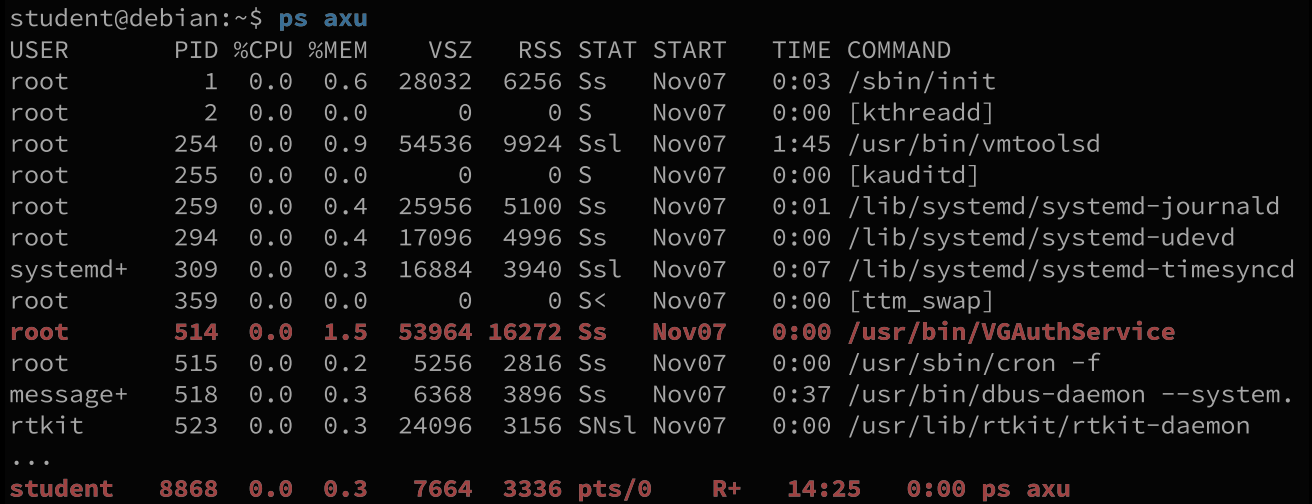 student@debian:~$ ps axu
USER       PID %CPU %MEM    VSZ   RSS STAT START   TIME COMMAND
root         1  0.0  0.6  28032  6256 Ss   Nov07   0:03 /sbin/init
root         2  0.0  0.0      0     0 S    Nov07   0:00 [kthreadd]
root       254  0.0  0.9  54536  9924 Ssl  Nov07   1:45 /usr/bin/vmtoolsd
root       255  0.0  0.0      0     0 S    Nov07   0:00 [kauditd]
root       259  0.0  0.4  25956  5100 Ss   Nov07   0:01 /lib/systemd/systemd-journald
root       294  0.0  0.4  17096  4996 Ss   Nov07   0:00 /lib/systemd/systemd-udevd
systemd+   309  0.0  0.3  16884  3940 Ssl  Nov07   0:07 /lib/systemd/systemd-timesyncd
root       359  0.0  0.0      0     0 S<   Nov07   0:00 [ttm_swap]
root       514  0.0  1.5  53964 16272 Ss   Nov07   0:00 /usr/bin/VGAuthService
root       515  0.0  0.2   5256  2816 Ss   Nov07   0:00 /usr/sbin/cron -f
message+   518  0.0  0.3   6368  3896 Ss   Nov07   0:37 /usr/bin/dbus-daemon --system.
rtkit      523  0.0  0.3  24096  3156 SNsl Nov07   0:00 /usr/lib/rtkit/rtkit-daemon
...
student   8868  0.0  0.3   7664  3336 pts/0    R+   14:25   0:00 ps axu